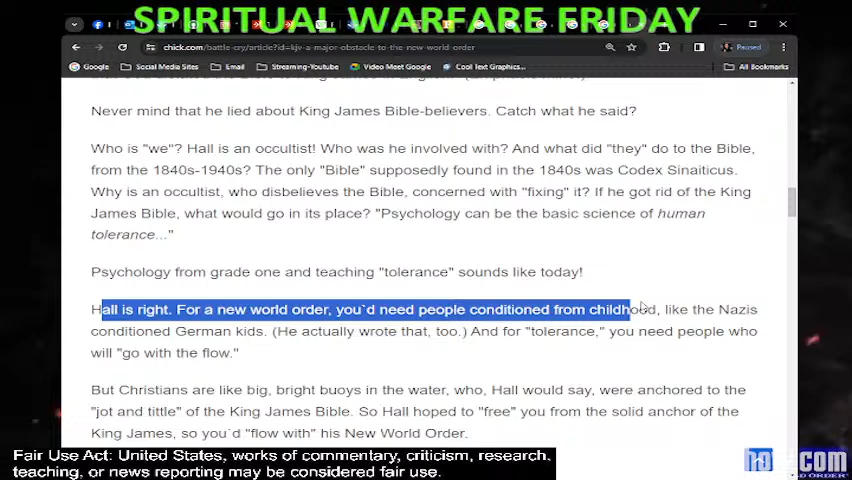 SPIRITUAL WARFARE FRIDAY
chick.com/battle-cry/article?id=kjv-a-major-obstacle-to-the-new-world-order
Paused
Google
Social Media Sites
Email
Streaming-Youtube
Video Meet Google
Cool Text Graphics...
All Bookmarks
Never mind that he lied about King James Bible-believers. Catch what he said?
Who is "we"? Hall is an occultist! Who was he involved with? And what did "they" do to the Bible,
from the 1840s-1940s? The only "Bible" supposedly found in the 1840s was Codex Sinaiticus.
Why is an occultist, who disbelieves the Bible, concerned with "fixing" it? If he got rid of the King
James Bible, what would go in its place? "Psychology can be the basic science of human
tolerance..."
Psychology from grade one and teaching "tolerance" sounds like today!
Hall is right. For a new world order, you`d need people conditioned from childhood, like the Nazis
conditioned German kids. (He actually wrote that, too.) And for "tolerance," you need people who
will "go with the flow."
But Christians are like big, bright buoys in the water, who, Hall would say, were anchored to the
"jot and tittle" of the King James Bible. So Hall hoped to "free" you from the solid anchor of the
King James, so you`d "flow with" his New World Order.
Fair Use Act: United States, works of commentary, criticism, research,
teaching, or news reporting may be considered fair use.